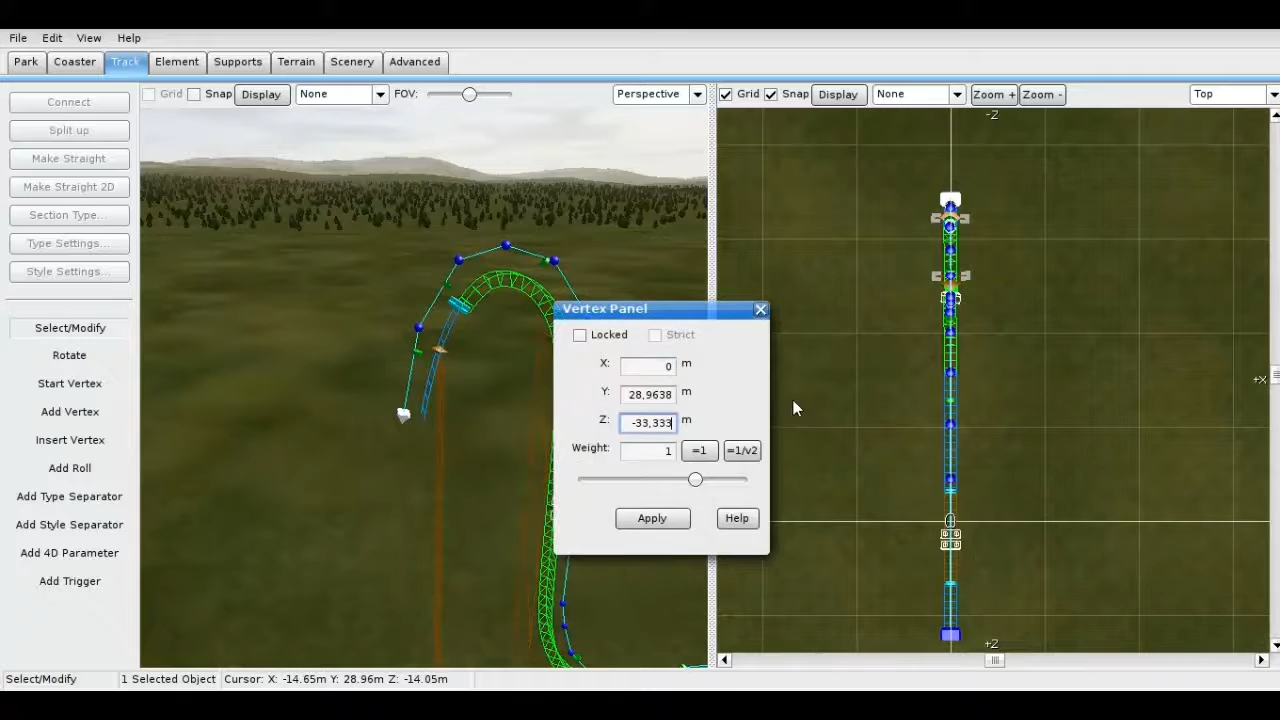 File Edit View Help
Park Coaster Track Element Supports Terrain Scenery Advanced
Connect
Split up
Make Straight
Make Straight 2D
Section Type...
Type Settings...
Style Settings...
Select/Modify
Rotate
Start Vertex
Add Vertex
Insert Vertex
Add Roll
Add Type Separator
Add Style Separator
Add 4D Parameter
Add Trigger
Grid Snap Display None FOV: Perspective
Grid Snap Display None Zoom + Zoom - Top
-Z
+X
+Z
Vertex Panel
Locked Strict
X: 0 m
Y: 28,9638 m
Z: -33,333 m
Weight: 1 =1 =1/v2
Apply Help
Select/Modify 1 Selected Object Cursor: X: -14.65m Y: 28.96m Z: -14.05m